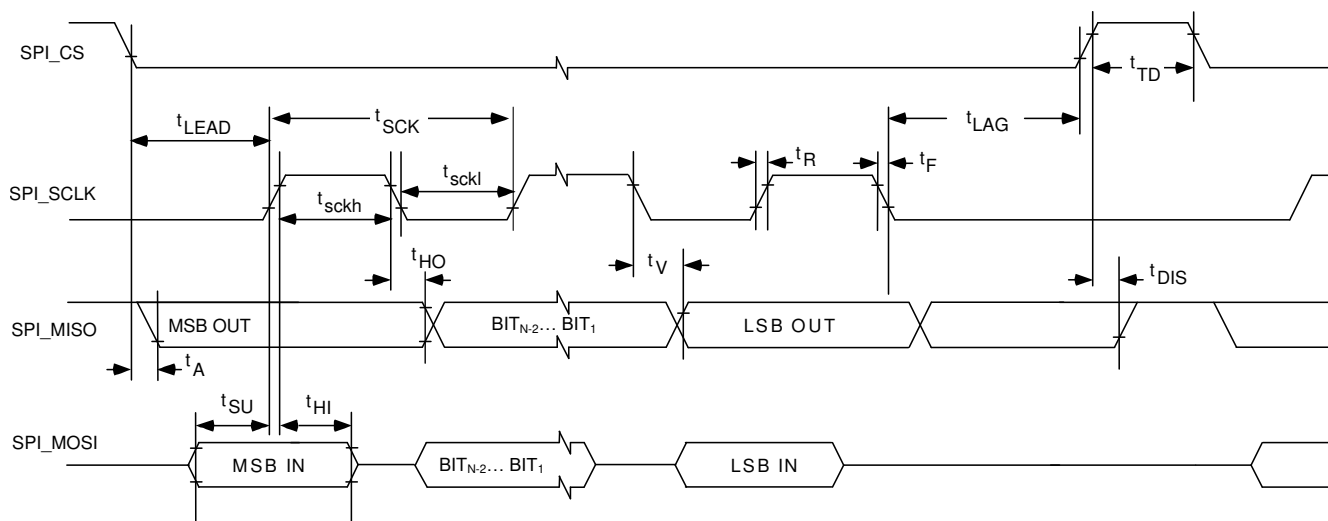 SPI_CS
tTD
tLEAD
tSCK
tLAG
tR
tF
SPI_SCLK
tsckl
tsckh
tHO
tV
tDIS
SPI_MISO
MSB OUT
BITN-2... BIT1
LSB OUT
tA
tSU
tHI
SPI_MOSI
MSB IN
BITN-2... BIT1
LSB IN